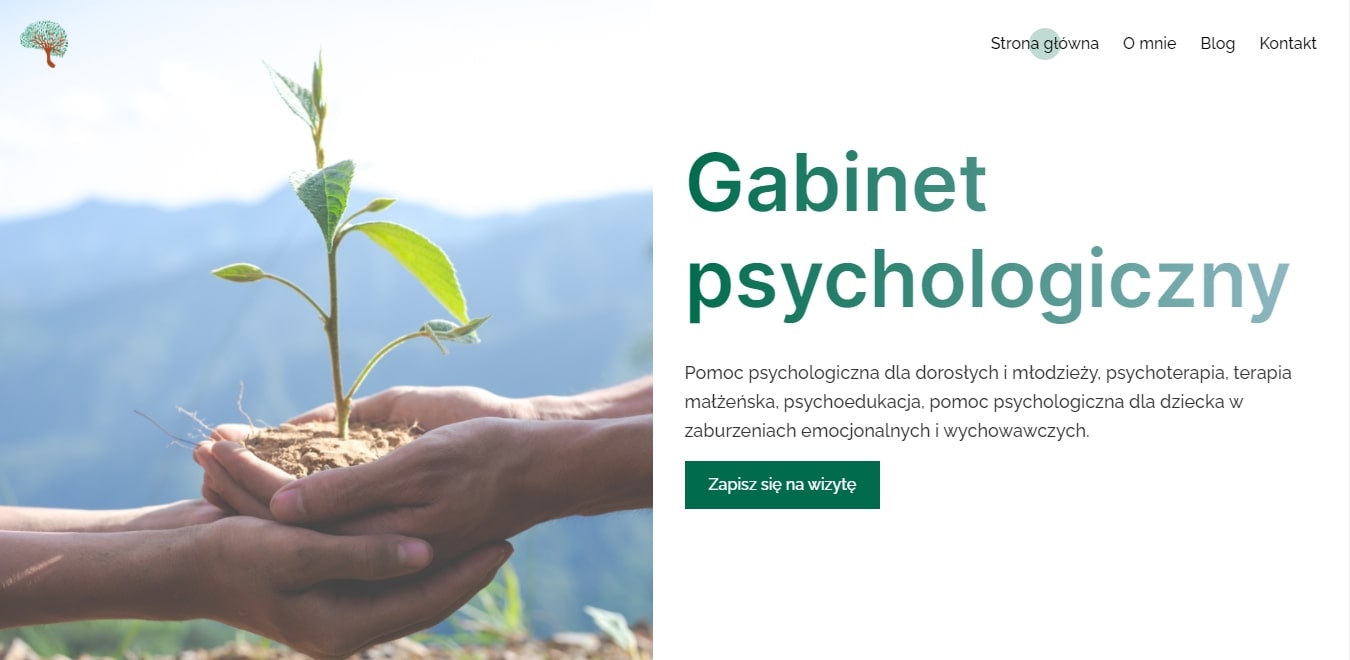 Strona główna O mnie Blog Kontakt
Gabinet
psychologiczny
Pomoc psychologiczna dla dorosłych i młodzieży, psychoterapia, terapia
małżeńska, psychoedukacja, pomoc psychologiczna dla dziecka w
zaburzeniach emocjonalnych i wychowawczych.
Zapisz się na wizytę